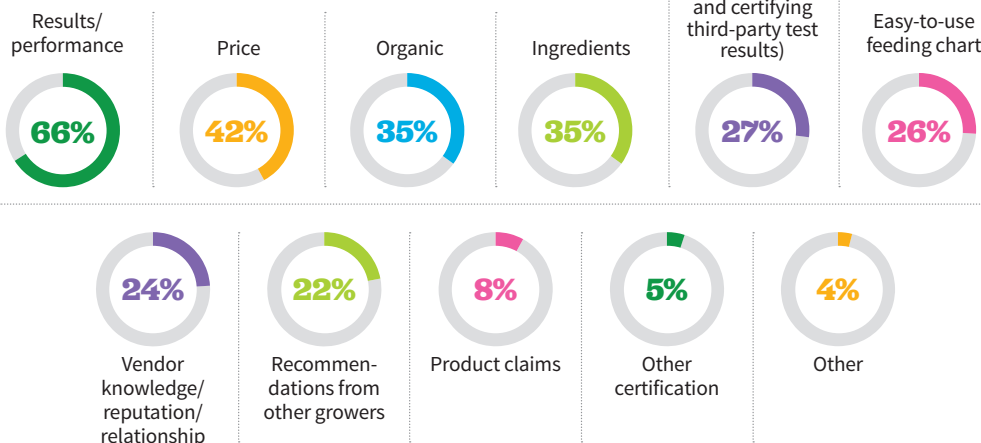 Results/
performance
66%
Price
42%
Organic
35%
Ingredients
35%
and certifying
third-party test
results)
27%
Easy-to-use
feeding chart
26%
24%
Vendor
knowledge/
reputation/
relationship
22%
Recommen-
dations from
other growers
8%
Product claims
5%
Other
certification
4%
Other